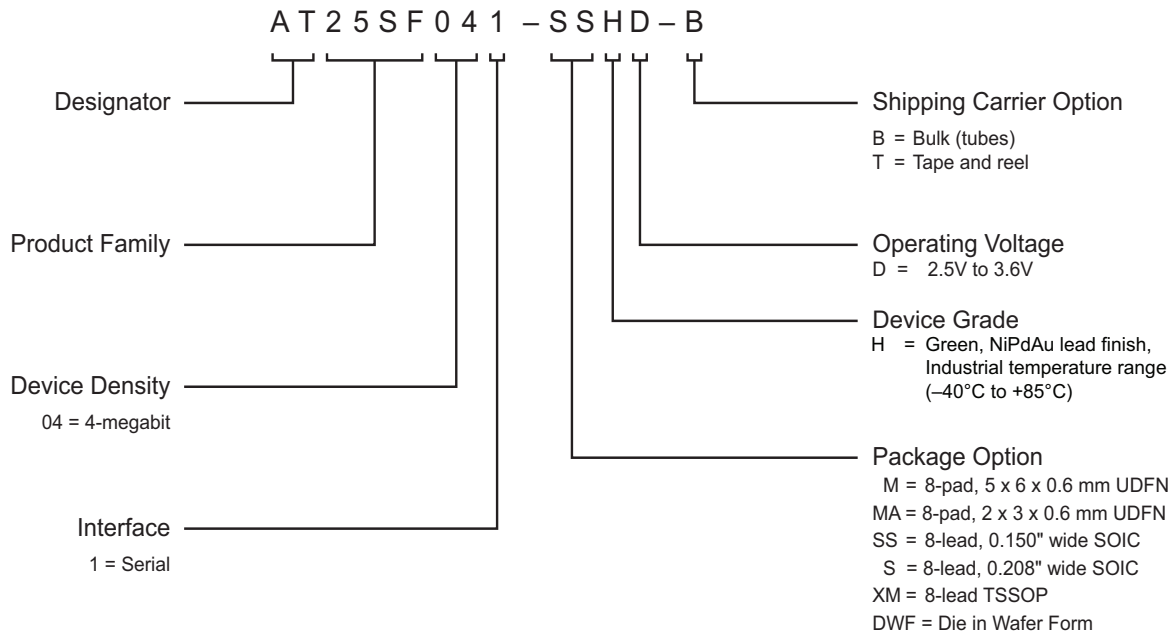 AT25SF041–SSHD–B
Designator
Product Family
Device Density
04 = 4-megabit
Interface
1 = Serial
Shipping Carrier Option
B = Bulk (tubes)
T = Tape and reel
Operating Voltage
D = 2.5V to 3.6V
Device Grade
H = Green, NiPdAu lead finish,
Industrial temperature range
(–40°C to +85°C)
Package Option
M = 8-pad, 5 x 6 x 0.6 mm UDFN
MA = 8-pad, 2 x 3 x 0.6 mm UDFN
SS = 8-lead, 0.150" wide SOIC
S = 8-lead, 0.208" wide SOIC
XM = 8-lead TSSOP
DWF = Die in Wafer Form